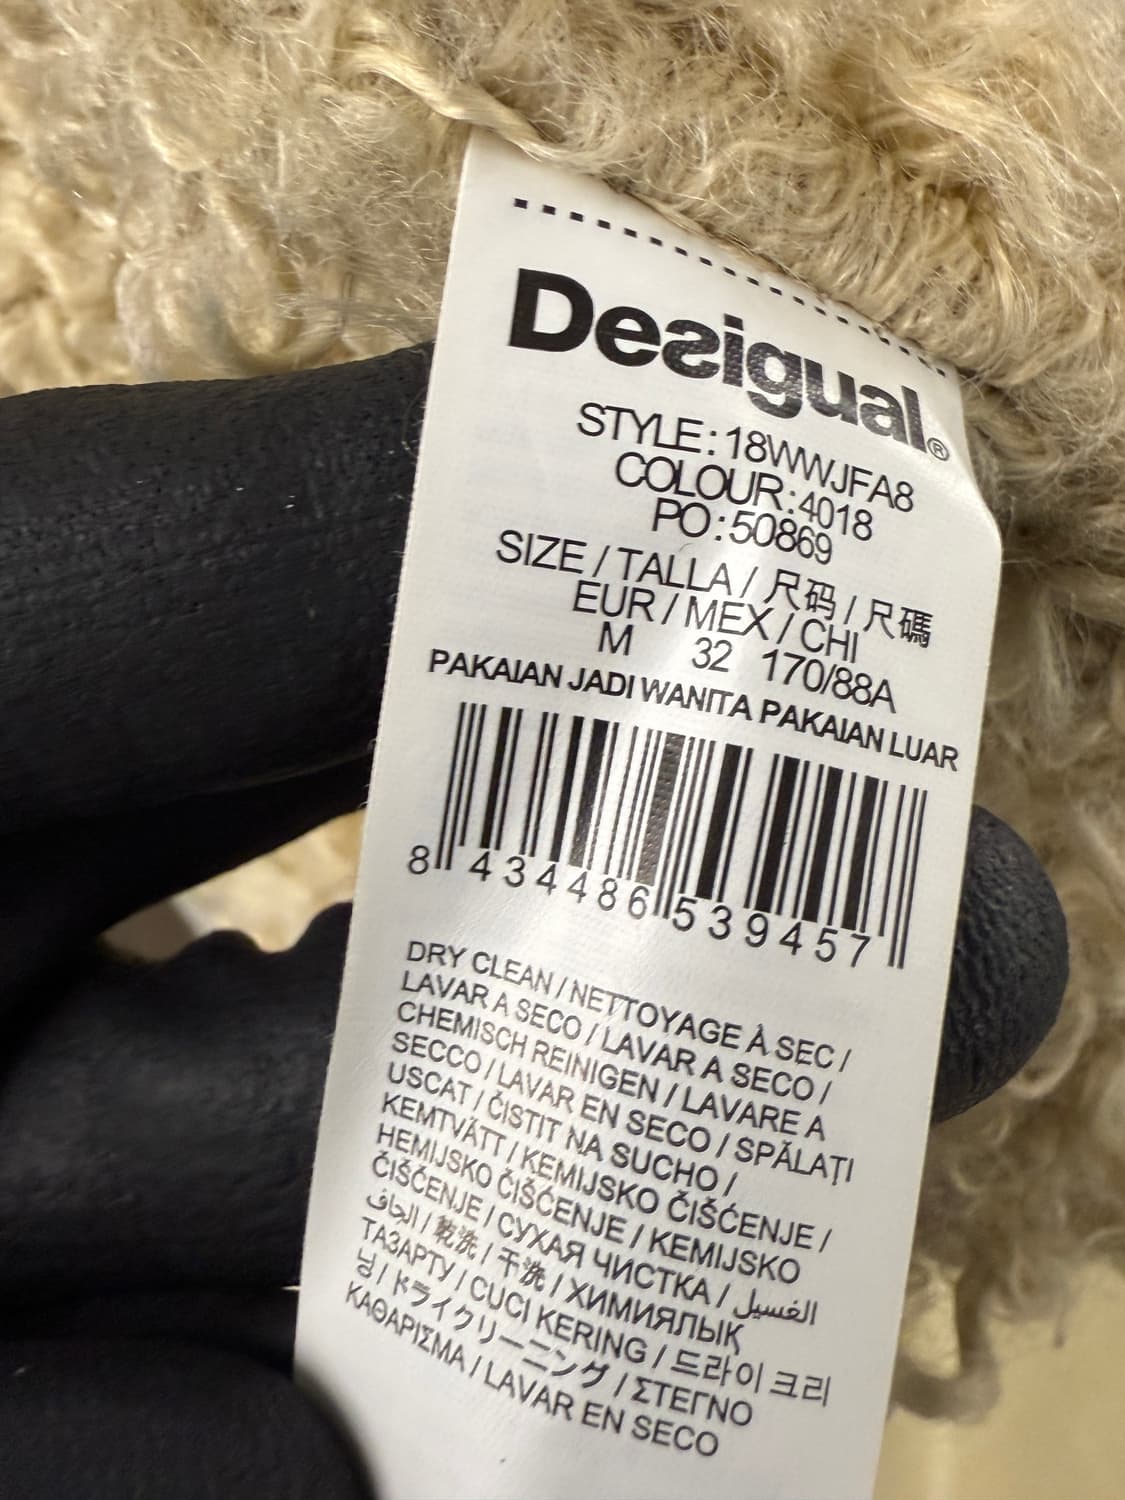 Desigual®
STYLE: 18WWJFA8
COLOUR: 4018
PO: 50869
SIZE / TALLA / 尺码 / 尺碼
EUR / MEX / CHI
M 32 170/88A
PAKAIAN JADI WANITA PAKAIAN LUAR
8 434486 539457
DRY CLEAN / NETTOYAGE À SEC /
LAVAR A SECO / LAVAR A SECO /
CHEMISCH REINIGEN / LAVARE A
SECCO / LAVAR EN SECO / SPĂLAȚI
USCAT / ČISTIT NA SUCHO /
KEMTVÄTT / KEMIJSKO ČIŠĆENJE /
HEMIJSKO ČIŠĆENJE / KEMIJSKO
ČIŠČENJE / СУХАЯ ЧИСТКА / الغسيل
الجاف / 乾洗 / 干洗 / ХИМИЯЛЫҚ
ТАЗАРТУ / CUCI KERING / 드라이 크리
닝 / ドライクリーニング / ΣΤΕΓΝΟ
ΚΑΘΑΡΙΣΜΑ / LAVAR EN SECO